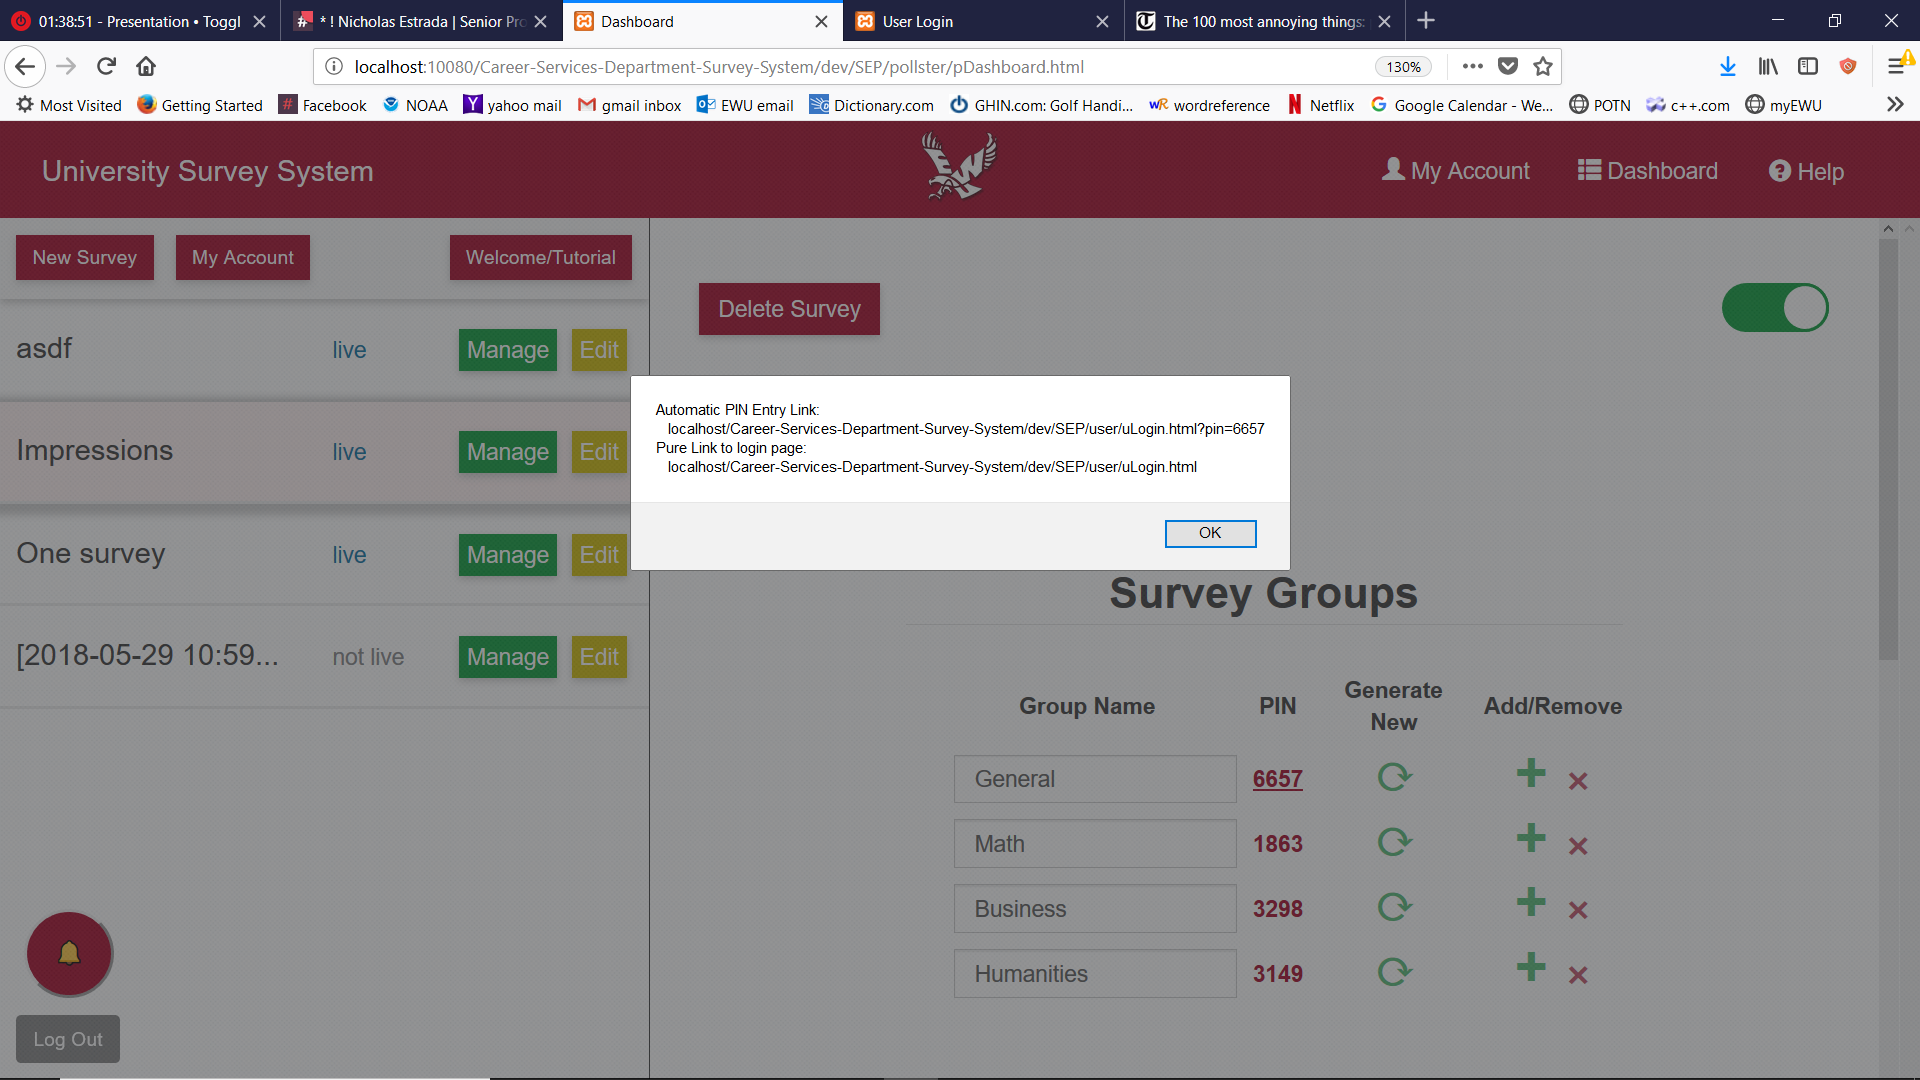 01:38:51 - Presentation • Toggl
* ! Nicholas Estrada | Senior Pro
Dashboard
User Login
The 100 most annoying things:
localhost:10080/Career-Services-Department-Survey-System/dev/SEP/pollster/pDashboard.html
130%
Most Visited
Getting Started
Facebook
NOAA
yahoo mail
gmail inbox
EWU email
Dictionary.com
GHIN.com: Golf Handi...
wordreference
Netflix
Google Calendar - We...
POTN
c++.com
myEWU
University Survey System
My Account
Dashboard
Help
New Survey
My Account
Welcome/Tutorial
Delete Survey
asdf live Manage Edit
Impressions live Manage Edit
One survey live Manage Edit
[2018-05-29 10:59... not live Manage Edit
Automatic PIN Entry Link:
localhost/Career-Services-Department-Survey-System/dev/SEP/user/uLogin.html?pin=6657
Pure Link to login page:
localhost/Career-Services-Department-Survey-System/dev/SEP/user/uLogin.html
OK
Survey Groups
Group Name PIN Generate New Add/Remove
General 6657
Math 1863
Business 3298
Humanities 3149
Log Out